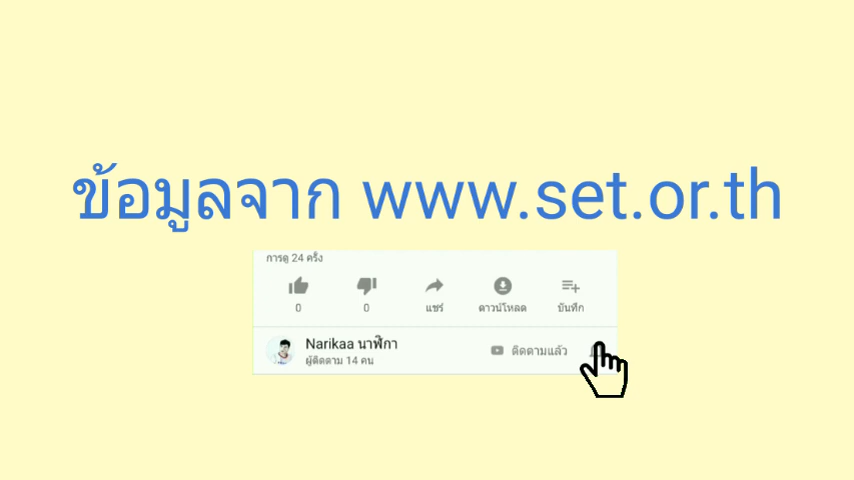 ข้อมูลจาก www.set.or.th
การดู 24 ครั้ง
0 0 แชร์ ดาวน์โหลด บันทึก
Narikaa นาฬิกา ติดตามแล้ว
ผู้ติดตาม 14 คน